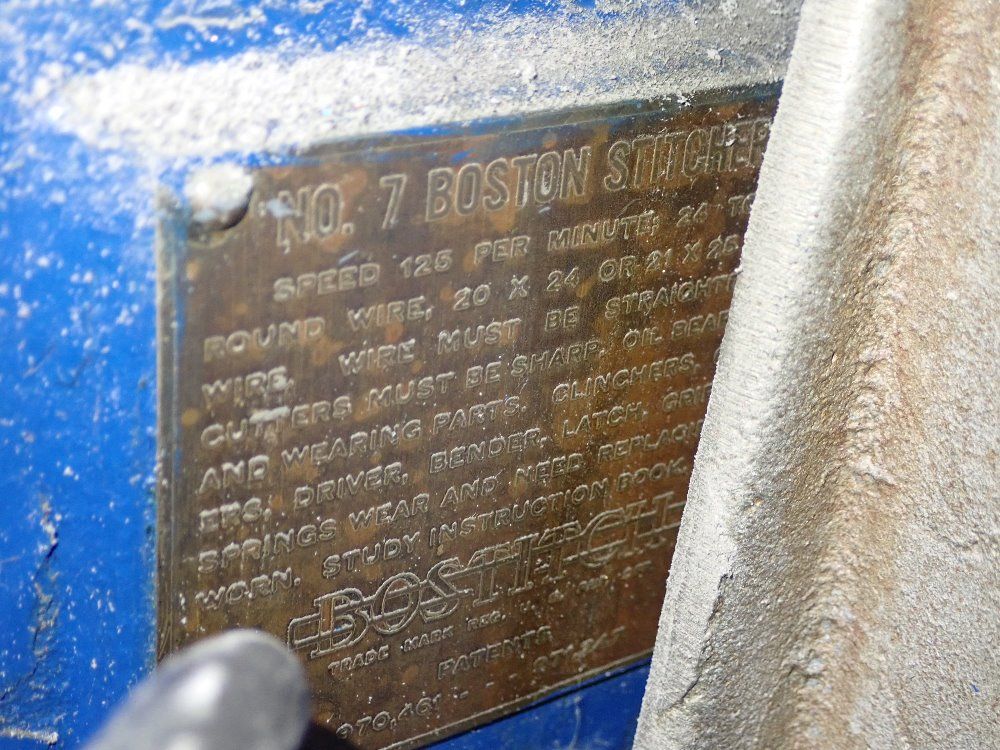 NO. 7 BOSTON STITCHER
SPEED 125 PER MINUTE, 24 TO
ROUND WIRE, 20 X 24 OR 21 X 25
WIRE. WIRE MUST BE STRAIGHT
CUTTERS MUST BE SHARP. OIL BEAR
AND WEARING PARTS. CLINCHERS,
ERS, DRIVER, BENDER, LATCH, GRI
SPRINGS WEAR AND NEED REPLAC
WORN. STUDY INSTRUCTION BOOK.
BOSTITCH
TRADE MARK REG. U. S.
PATENTS
970,461 -